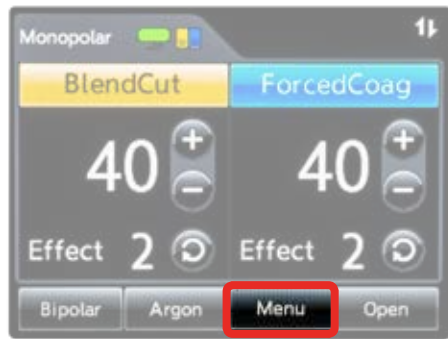 Monopolar
BlendCut ForcedCoag
40 + - 40 + -
Effect 2 Effect 2
Bipolar Argon Menu Open